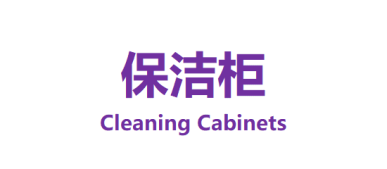 保洁柜
Cleaning Cabinets